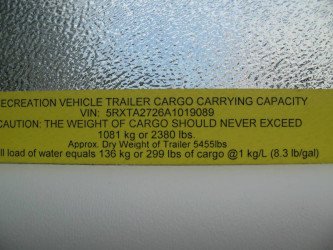 ECREATION VEHICLE TRAILER CARGO CARRYING CAPACITY
VIN: 5RXTA2726A1019089
CAUTION: THE WEIGHT OF CARGO SHOULD NEVER EXCEED
1081 kg or 2380 lbs.
Approx. Dry Weight of Trailer 5455lbs
ll load of water equals 136 kg or 299 lbs of cargo @1 kg/L (8.3 lb/gal)